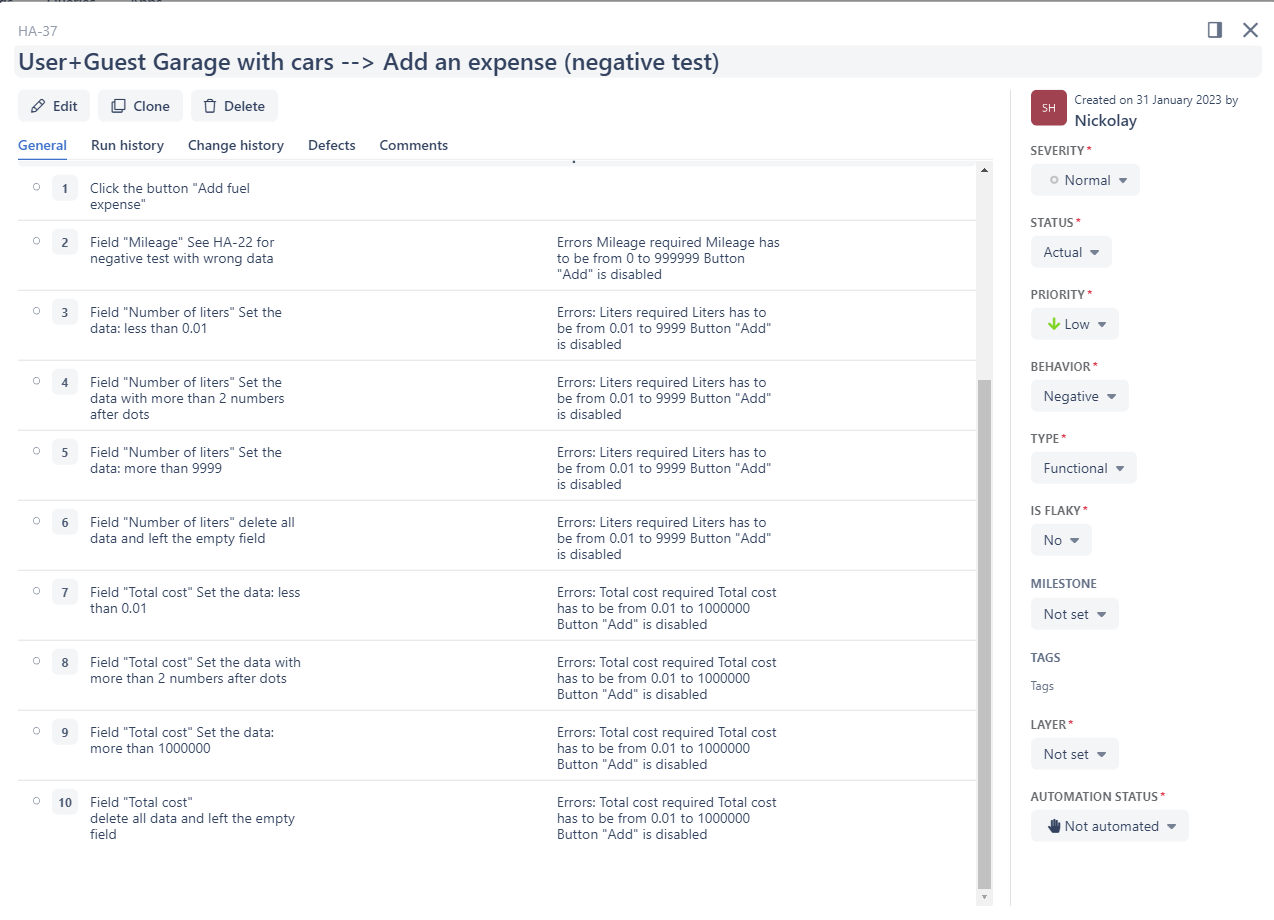 HA-37
User+Guest Garage with cars --> Add an expense (negative test)
Edit
Clone
Delete
General
Run history
Change history
Defects
Comments
1
Click the button "Add fuel
expense"
2
Field "Mileage" See HA-22 for
negative test with wrong data
Errors Mileage required Mileage has
to be from 0 to 999999 Button
"Add" is disabled
3
Field "Number of liters" Set the
data: less than 0.01
Errors: Liters required Liters has to
be from 0.01 to 9999 Button "Add"
is disabled
4
Field "Number of liters" Set the
data with more than 2 numbers
after dots
Errors: Liters required Liters has to
be from 0.01 to 9999 Button "Add"
is disabled
5
Field "Number of liters" Set the
data: more than 9999
Errors: Liters required Liters has to
be from 0.01 to 9999 Button "Add"
is disabled
6
Field "Number of liters" delete all
data and left the empty field
Errors: Liters required Liters has to
be from 0.01 to 9999 Button "Add"
is disabled
7
Field "Total cost" Set the data: less
than 0.01
Errors: Total cost required Total cost
has to be from 0.01 to 1000000
Button "Add" is disabled
8
Field "Total cost" Set the data with
more than 2 numbers after dots
Errors: Total cost required Total cost
has to be from 0.01 to 1000000
Button "Add" is disabled
9
Field "Total cost" Set the data:
more than 1000000
Errors: Total cost required Total cost
has to be from 0.01 to 1000000
Button "Add" is disabled
10
Field "Total cost"
delete all data and left the empty
field
Errors: Total cost required Total cost
has to be from 0.01 to 1000000
Button "Add" is disabled
SH
Created on 31 January 2023 by
Nickolay
SEVERITY*
Normal
STATUS*
Actual
PRIORITY*
Low
BEHAVIOR*
Negative
TYPE*
Functional
IS FLAKY*
No
MILESTONE
Not set
TAGS
Tags
LAYER*
Not set
AUTOMATION STATUS*
Not automated